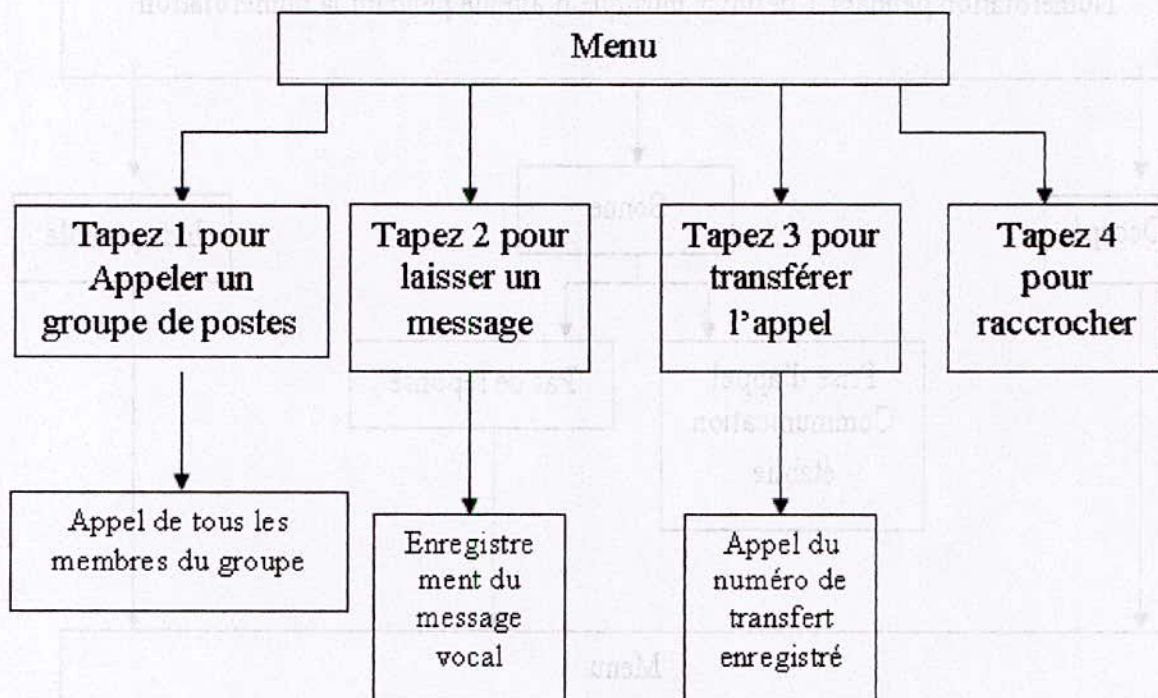 Menu
Tapez 1 pour
Appeler un
groupe de postes
Tapez 2 pour
laisser un
message
Tapez 3 pour
transférer
l'appel
Tapez 4
pour
raccrocher
Appel de tous les
membres du groupe
Enregistre
ment du
message
vocal
Appel du
numéro de
transfert
enregistré